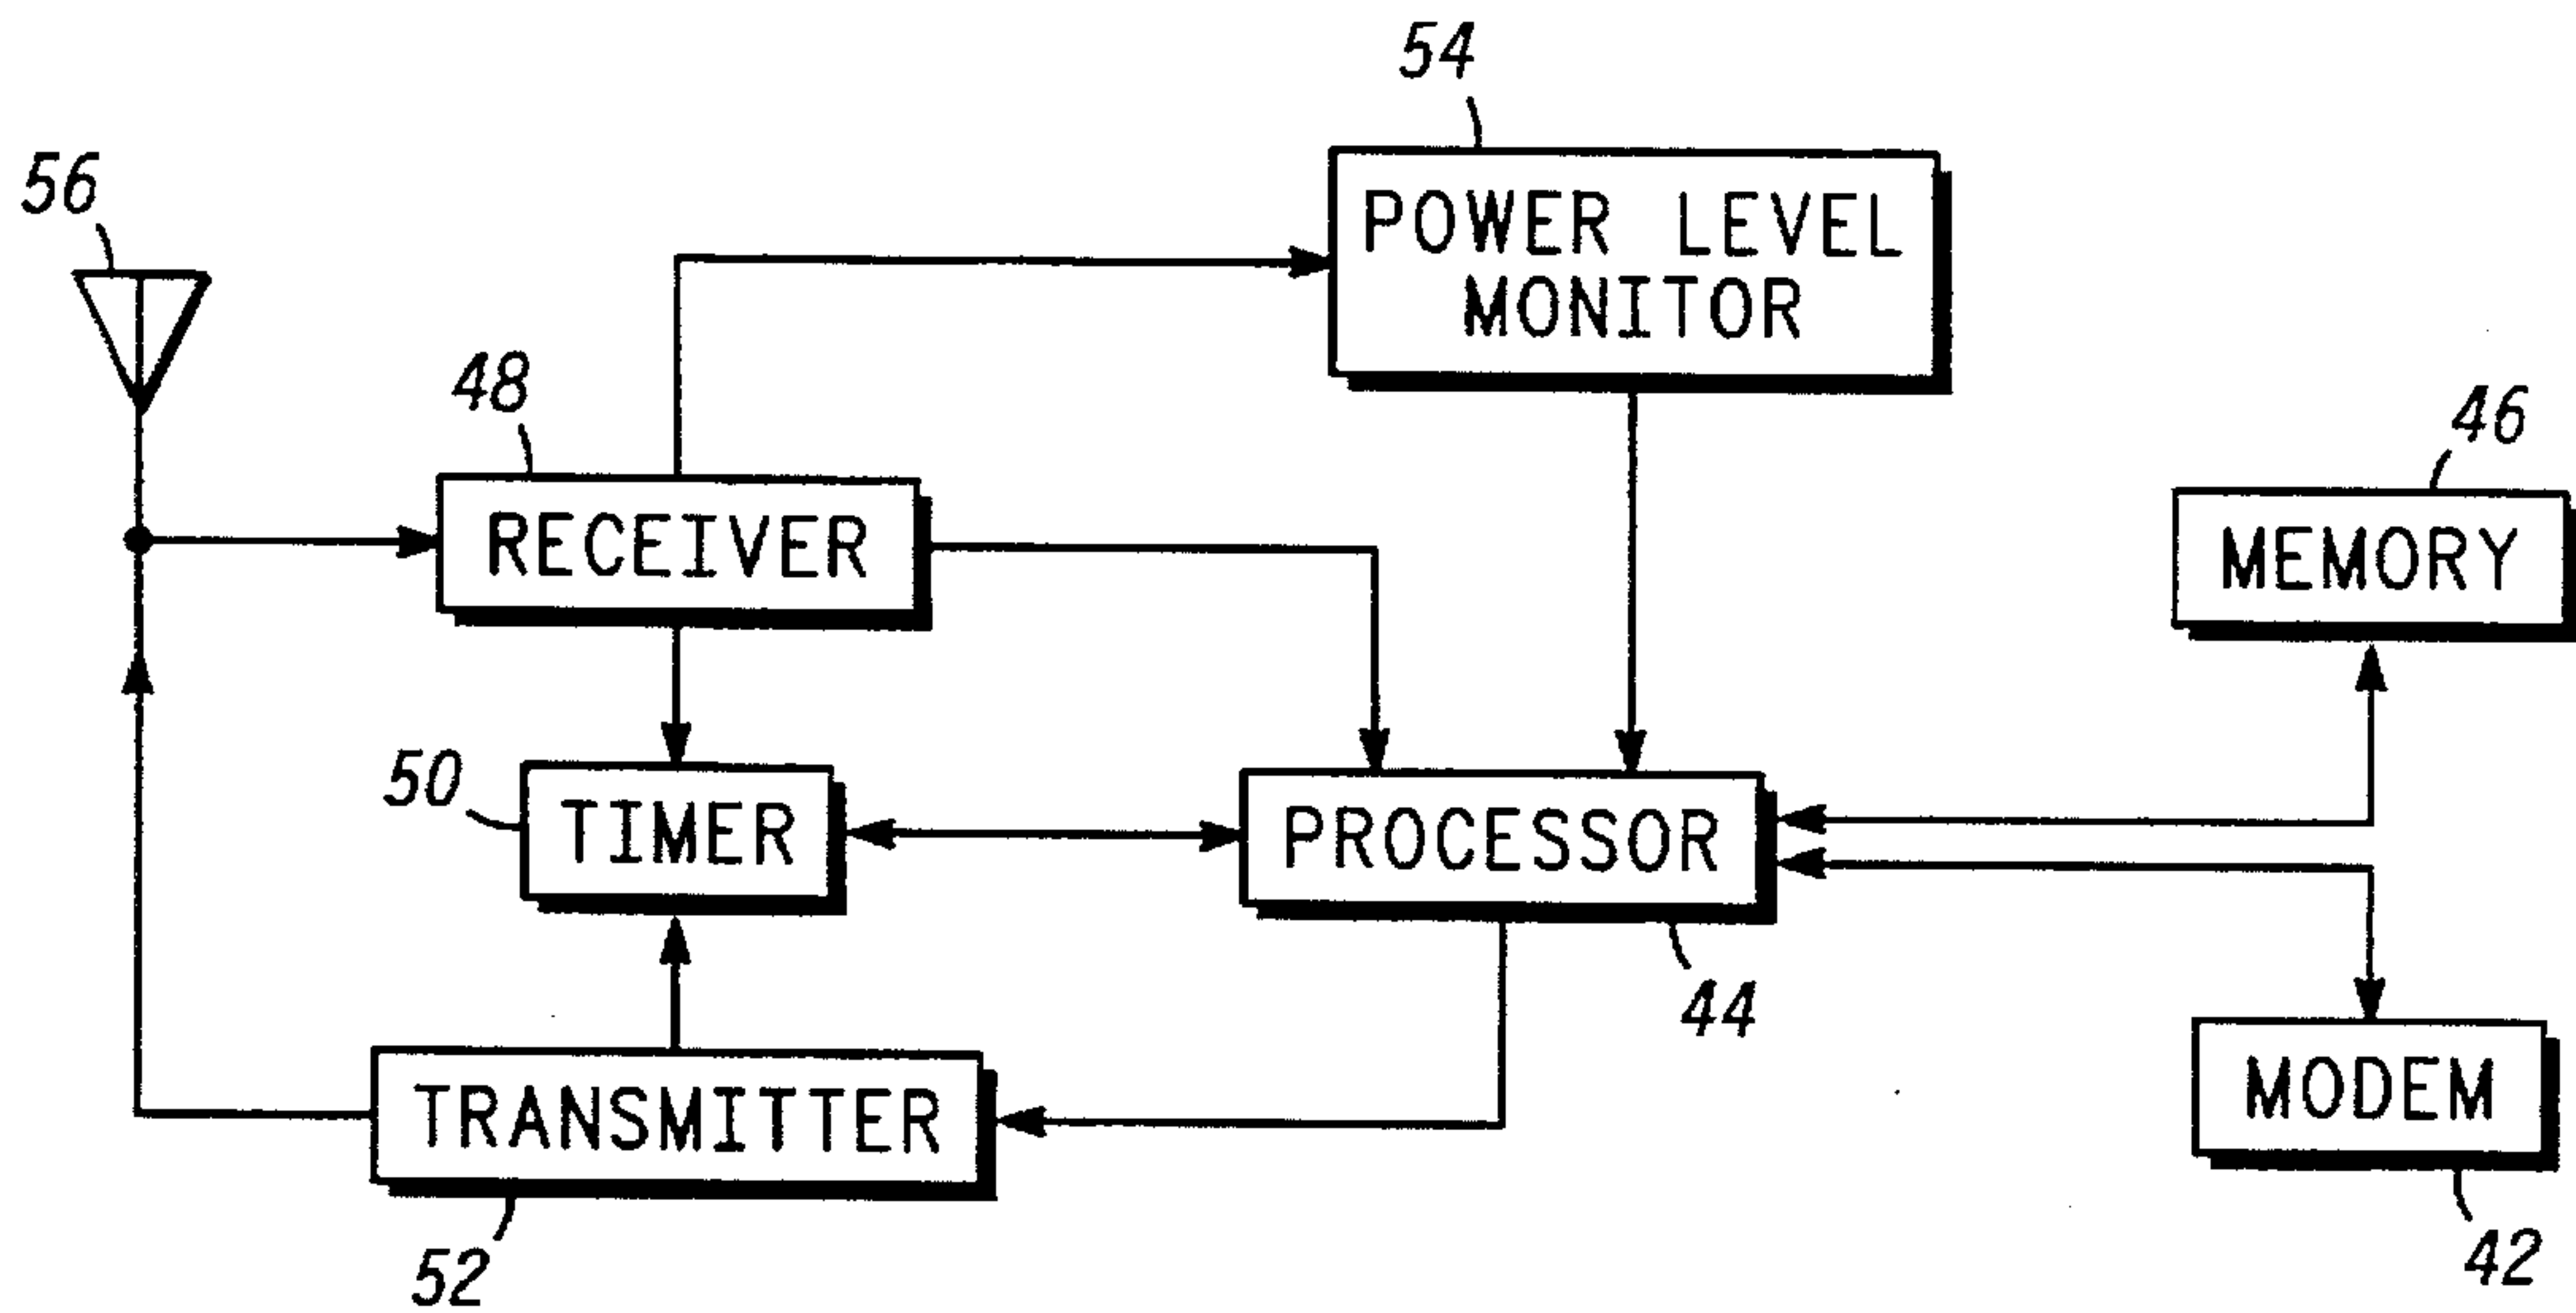 54
56
POWER LEVEL
MONITOR
48
46
RECEIVER
MEMORY
50
TIMER
PROCESSOR
44
TRANSMITTER
MODEM
52
42